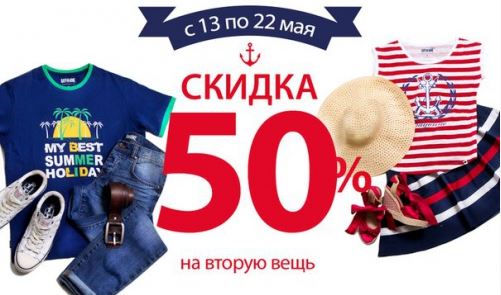 с 13 по 22 мая
СКИДКА
50%
на вторую вещь
MY BEST
SUMMER
HOLIDAY